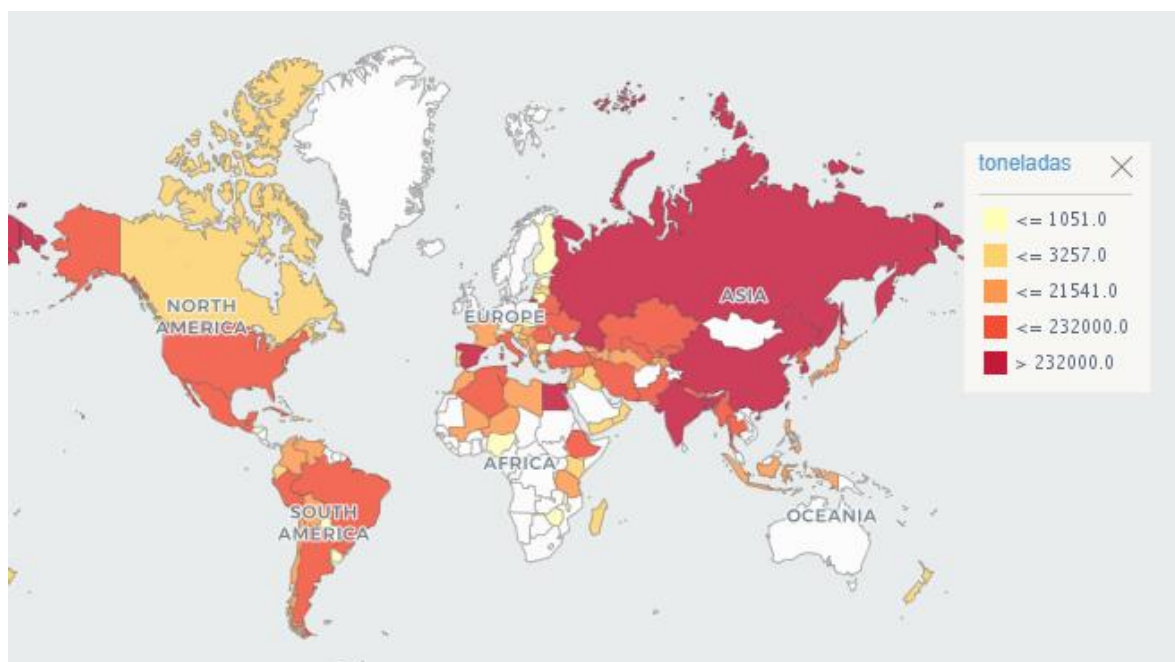 toneladas
<= 1051.0
<= 3257.0
<= 21541.0
<= 232000.0
> 232000.0
NORTH
AMERICA
EUROPE
ASIA
AFRICA
SOUTH
AMERICA
OCEANIA